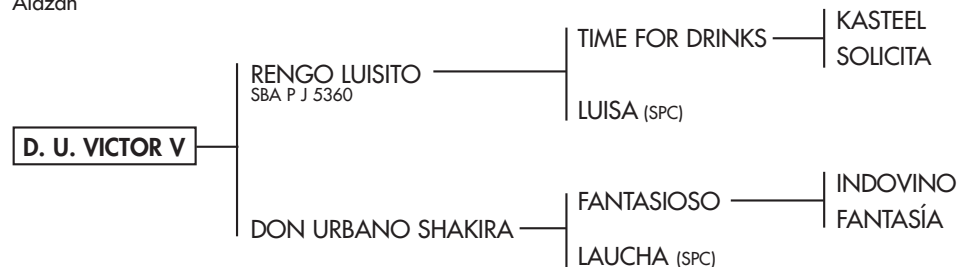 Alazán
KASTEEL
TIME FOR DRINKS
SOLICITA
RENGO LUISITO
SBA P J 5360
LUISA (SPC)
D. U. VICTOR V
INDOVINO
FANTASIOSO
FANTASÍA
DON URBANO SHAKIRA
LAUCHA (SPC)